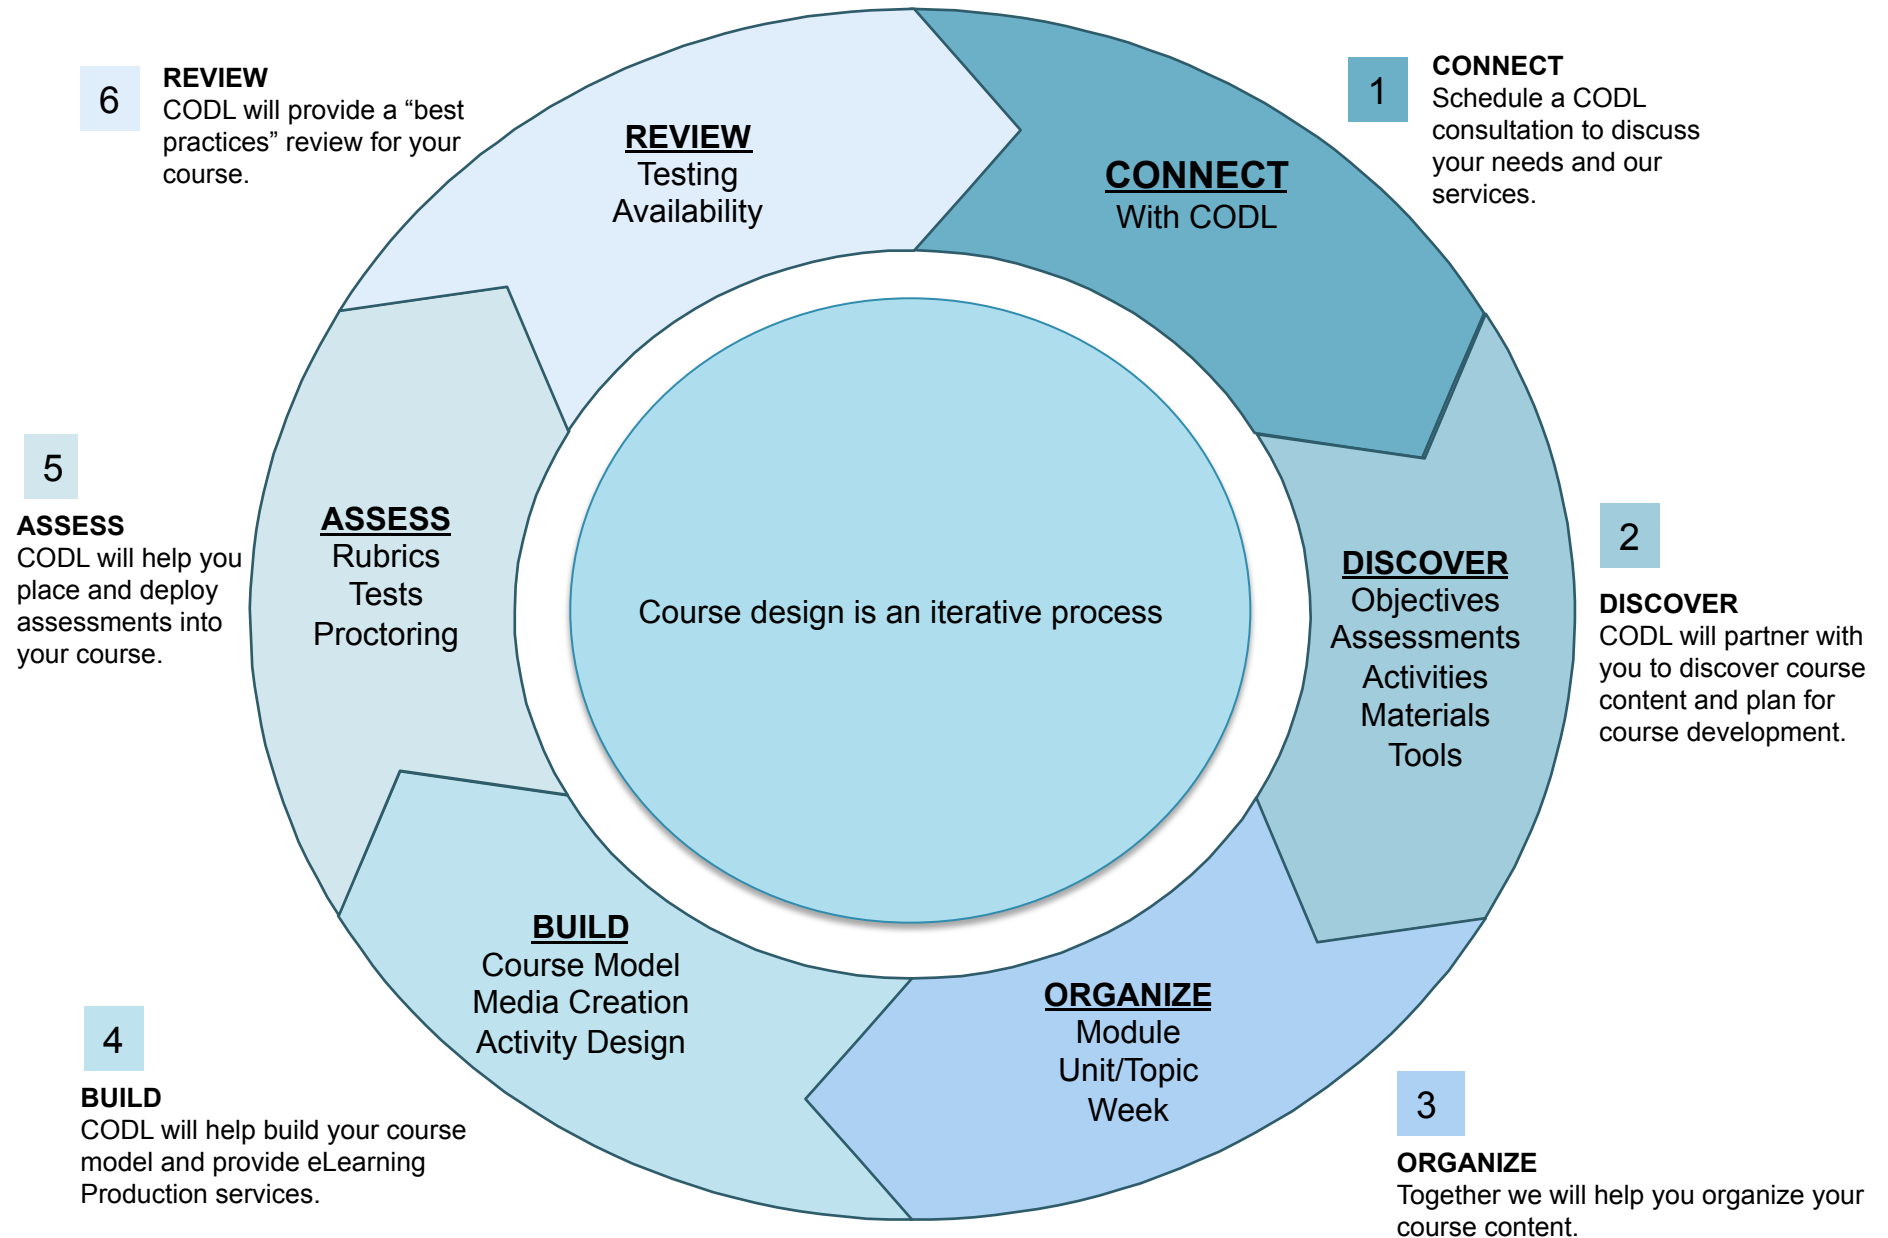 6
REVIEW
CODL will provide a “best
practices” review for your
course.
REVIEW
Testing
Availability
CONNECT
With CODL
1
CONNECT
Schedule a CODL
consultation to discuss
your needs and our
services.
5
ASSESS
CODL will help you
place and deploy
assessments into
your course.
ASSESS
Rubrics
Tests
Proctoring
Course design is an iterative process
DISCOVER
Objectives
Assessments
Activities
Materials
Tools
2
DISCOVER
CODL will partner with
you to discover course
content and plan for
course development.
BUILD
Course Model
Media Creation
Activity Design
ORGANIZE
Module
Unit/Topic
Week
4
BUILD
CODL will help build your course
model and provide eLearning
Production services.
3
ORGANIZE
Together we will help you organize your
course content.